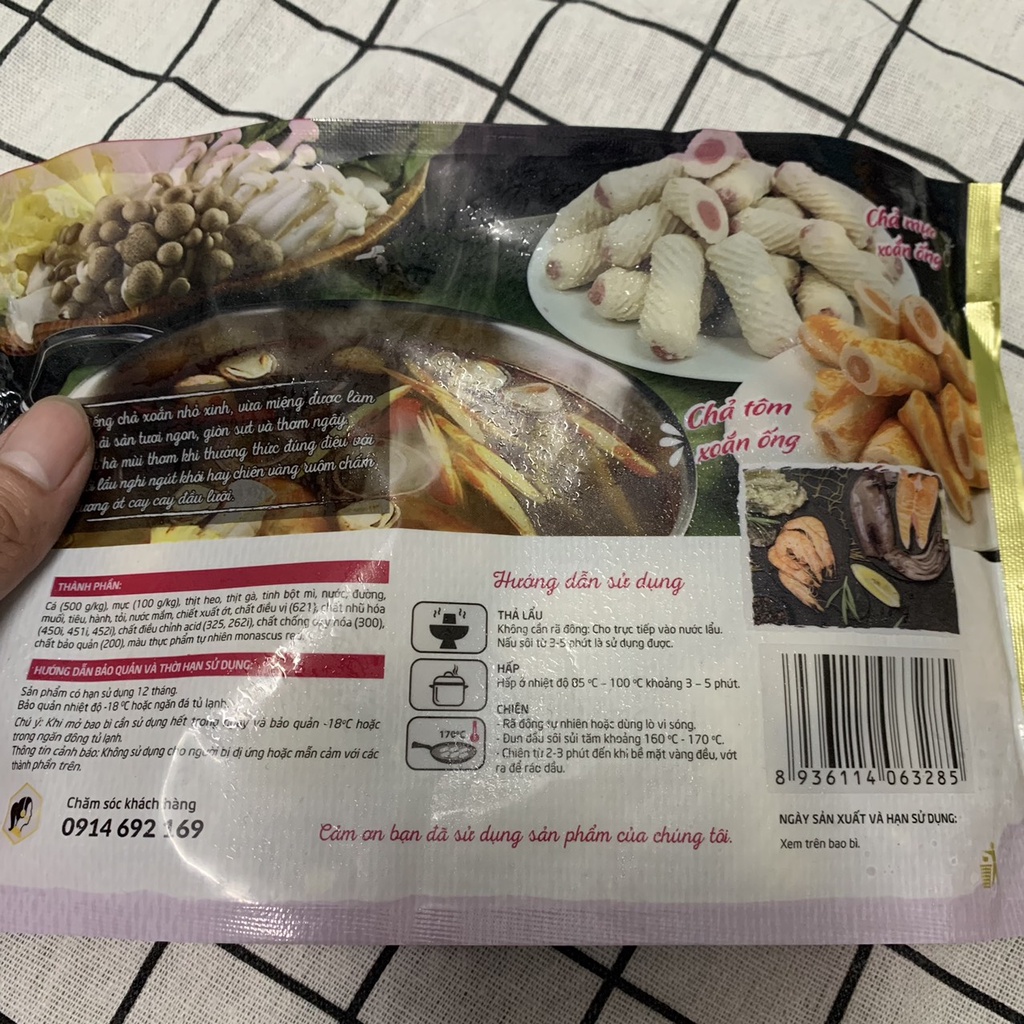 Chả mực
xoắn ống
Chả tôm
xoắn ống
chả xoắn nhỏ xinh, vừa miệng được làm
ải sản tươi ngon, giòn sựt và thơm ngậy
hà mùi thơm khi thưởng thức đúng điệu với
lẩu nghi ngút khói hay chiên vàng ruộm chấm
ương ớt cay cay đầu lưỡi.
THÀNH PHẦN:
Cá (500 g/kg), mực (100 g/kg), thịt heo, thịt gà, tinh bột mì, nước, đường,
muối, tiêu, hành, tỏi, nước mắm, chiết xuất ớt, chất điều vị (621), chất nhũ hóa
(450i, 451i, 452i), chất điều chỉnh acid (325, 262i), chất chống oxy hóa (300),
chất bảo quản (200), màu thực phẩm tự nhiên monascus red.
HƯỚNG DẪN BẢO QUẢN VÀ THỜI HẠN SỬ DỤNG:
Sản phẩm có hạn sử dụng 12 tháng.
Bảo quản nhiệt độ -18 ºC hoặc ngăn đá tủ lạnh.
Chú ý: Khi mở bao bì cần sử dụng hết trong ngày và bảo quản -18ºC hoặc
trong ngăn đông tủ lạnh.
Thông tin cảnh báo: Không sử dụng cho người bị dị ứng hoặc mẫn cảm với các
thành phần trên.
Chăm sóc khách hàng
0914 692 169
Hướng dẫn sử dụng
THẢ LẨU
Không cần rã đông: Cho trực tiếp vào nước lẩu.
Nấu sôi từ 3-5 phút là sử dụng được.
HẤP
Hấp ở nhiệt độ 85 ºC – 100 ºC khoảng 3 – 5 phút.
170ºC
CHIÊN
- Rã đông tự nhiên hoặc dùng lò vi sóng.
- Đun dầu sôi sủi tăm khoảng 160 ºC - 170 ºC.
- Chiên từ 2-3 phút đến khi bề mặt vàng đều, vớt
ra để ráo dầu.
Cảm ơn bạn đã sử dụng sản phẩm của chúng tôi.
8 936114 063285
NGÀY SẢN XUẤT VÀ HẠN SỬ DỤNG:
Xem trên bao bì.